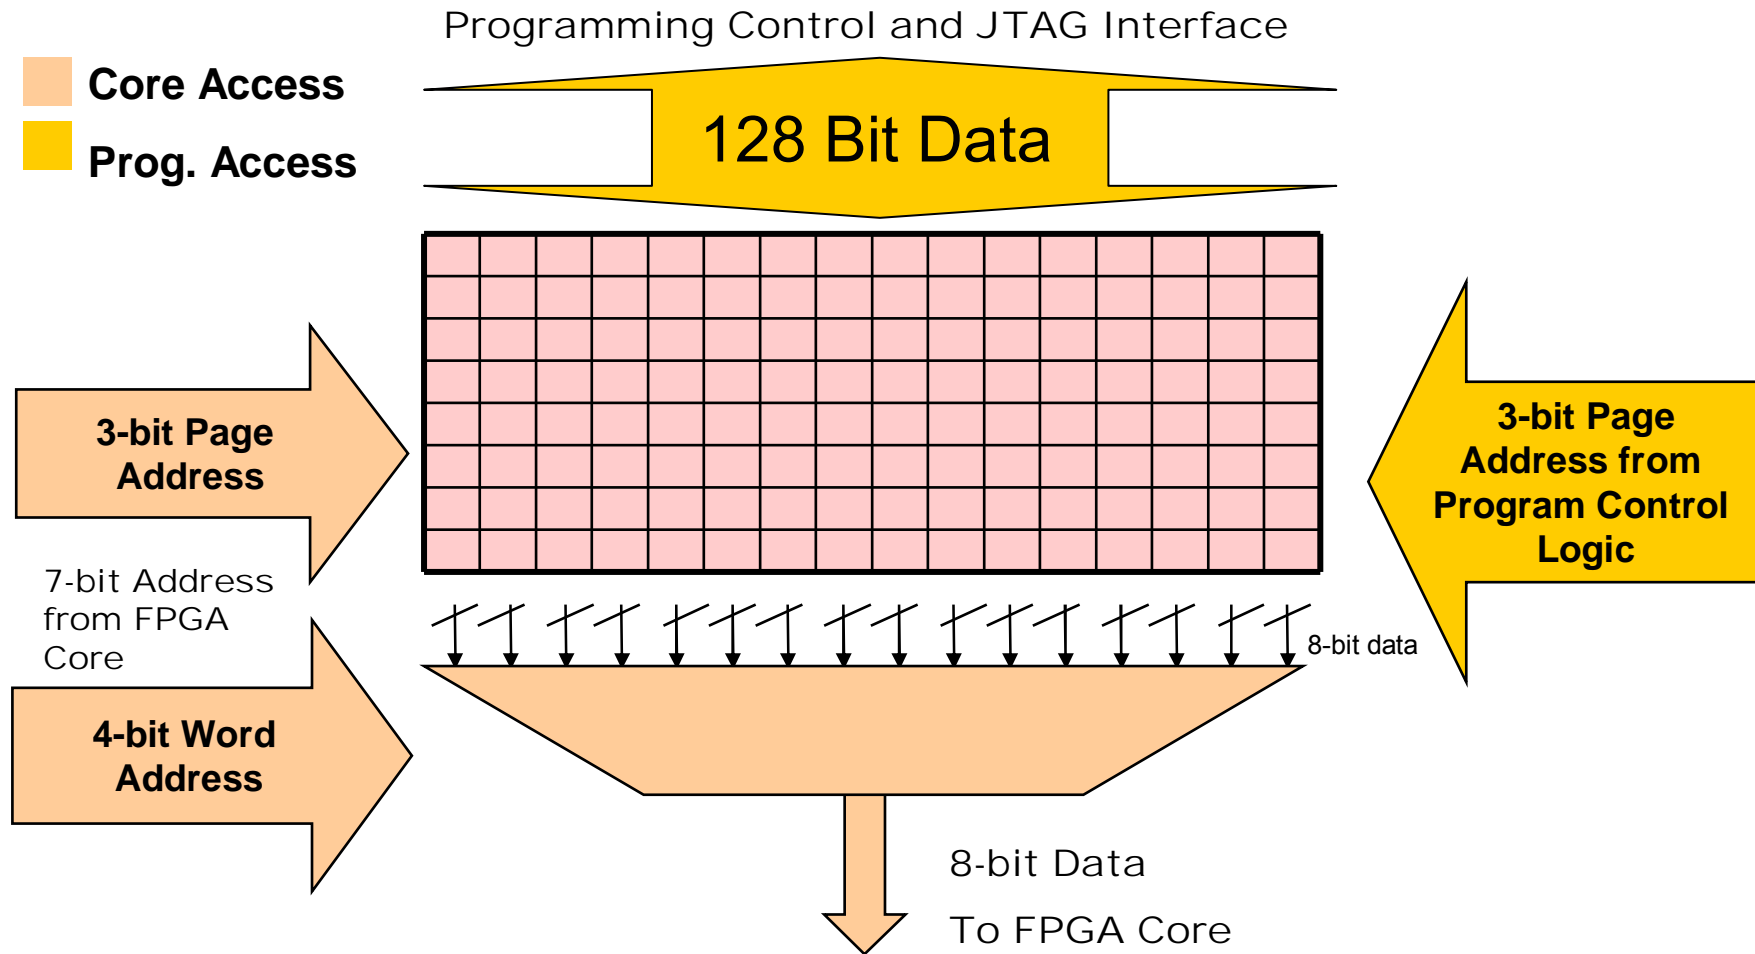 Programming Control and JTAG Interface
Core Access
Prog. Access
128 Bit Data
3-bit Page
Address
7-bit Address
from FPGA
Core
4-bit Word
Address
3-bit Page
Address from
Program Control
Logic
8-bit data
8-bit Data
To FPGA Core